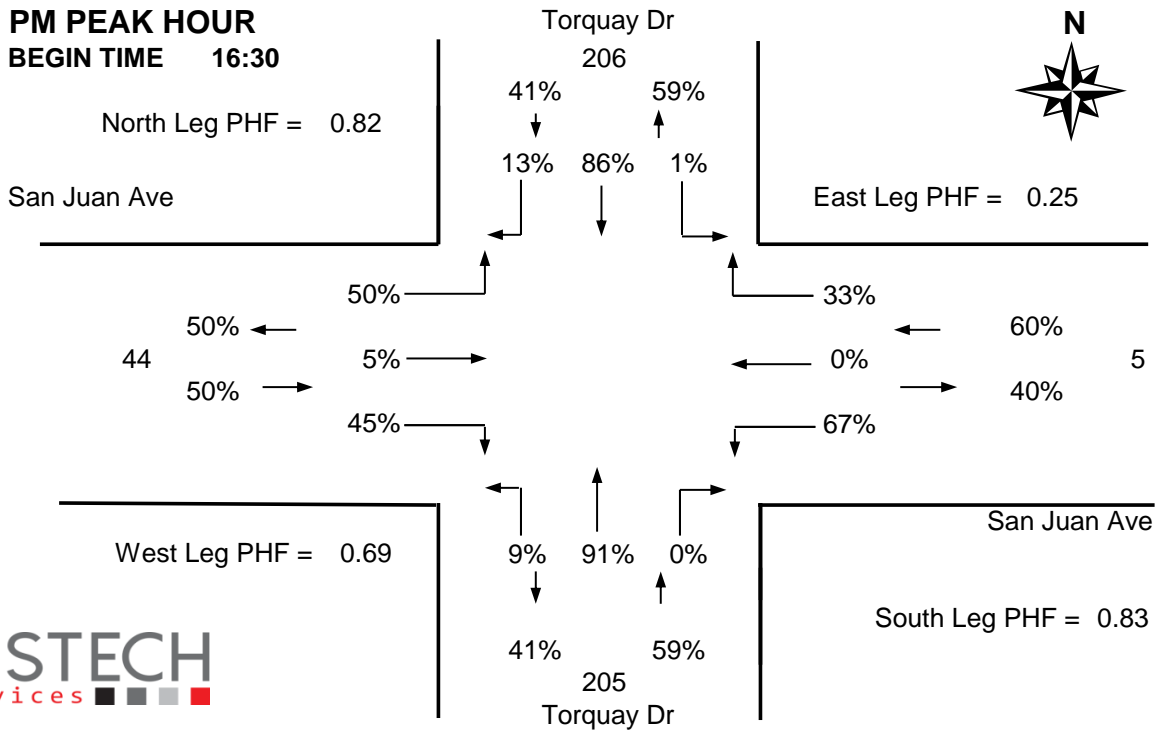 PM PEAK HOUR
BEGIN TIME 16:30
Torquay Dr
206
N
41% 59%
North Leg PHF = 0.82
13% 86% 1%
San Juan Ave
East Leg PHF = 0.25
50%
33%
50%
60%
44
5%
0%
5
50%
40%
45%
67%
San Juan Ave
West Leg PHF = 0.69
9% 91% 0%
South Leg PHF = 0.83
41% 59%
205
Torquay Dr
STECH
vices